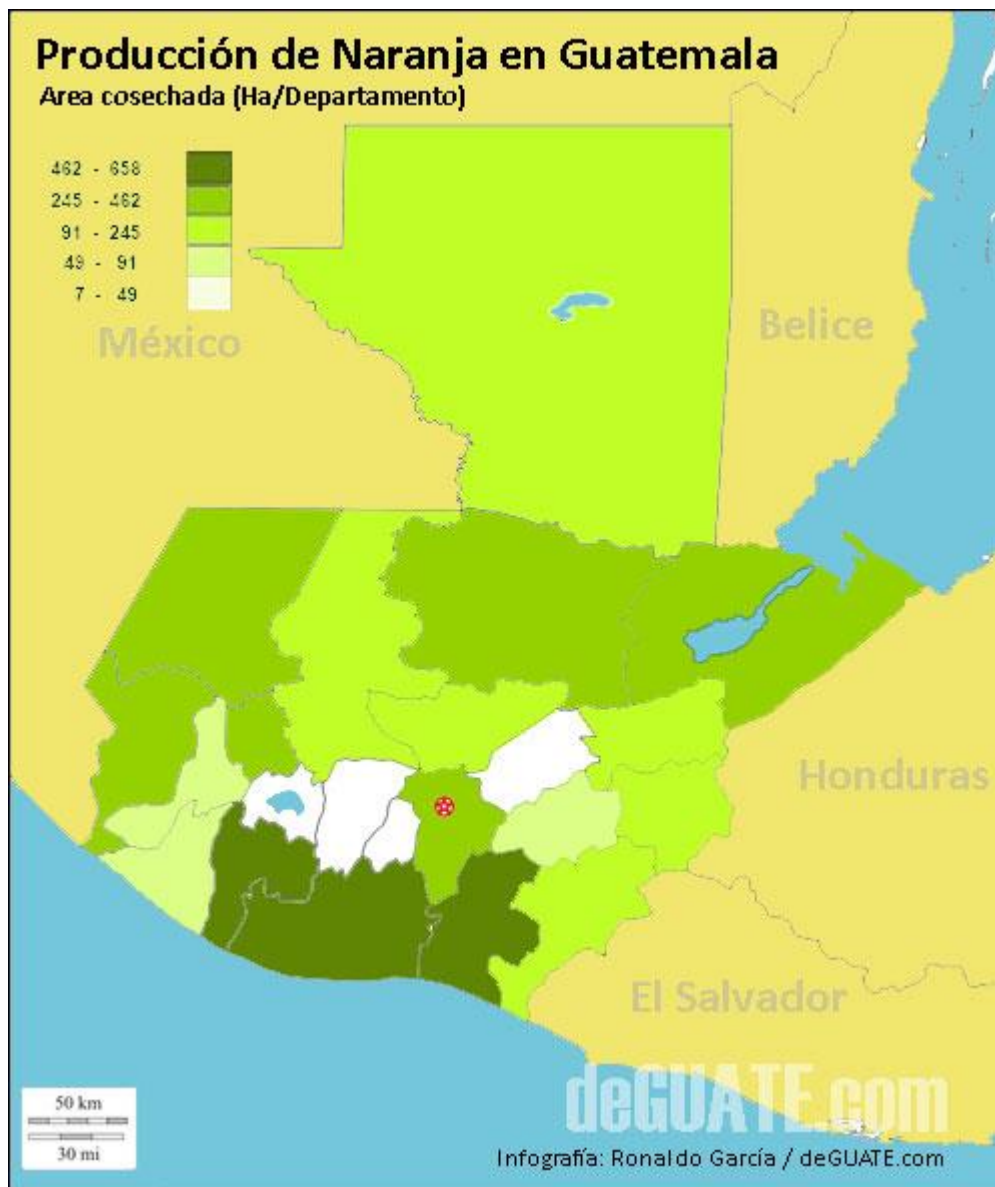 Producción de Naranja en Guatemala
Area cosechada (Ha/Departamento)
462 - 658
245 - 462
91 - 245
49 - 91
7 - 49
México
Belice
Honduras
El Salvador
50 km
30 mi
deGUATE.com
Infografía: Ronaldo García / deGUATE.com